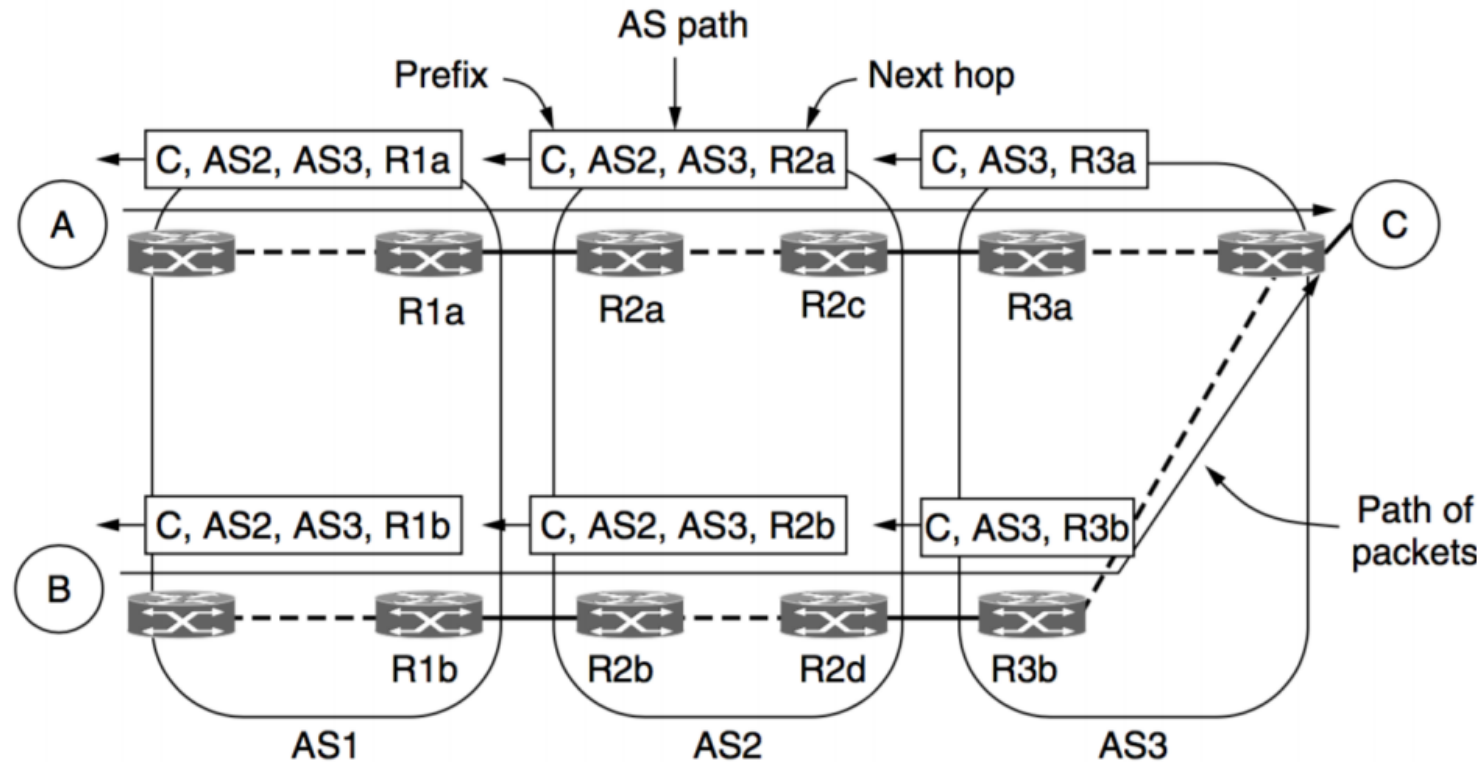 AS path
Prefix
Next hop
C, AS2, AS3, R1a
C, AS2, AS3, R2a
C, AS3, R3a
A
C
R1a
R2a
R2c
R3a
C, AS2, AS3, R1b
C, AS2, AS3, R2b
C, AS3, R3b
Path of
packets
B
R1b
R2b
R2d
R3b
AS1
AS2
AS3